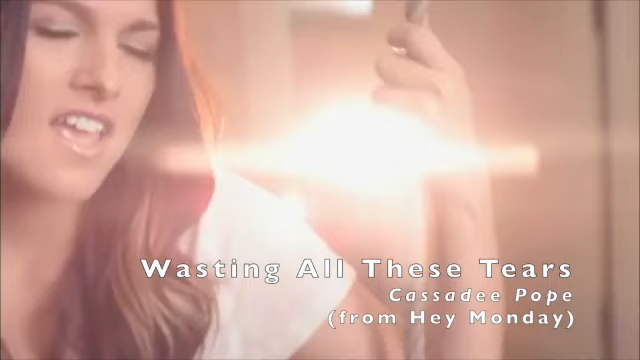 Wasting All These Tears
Cassadee Pope
(from Hey Monday)